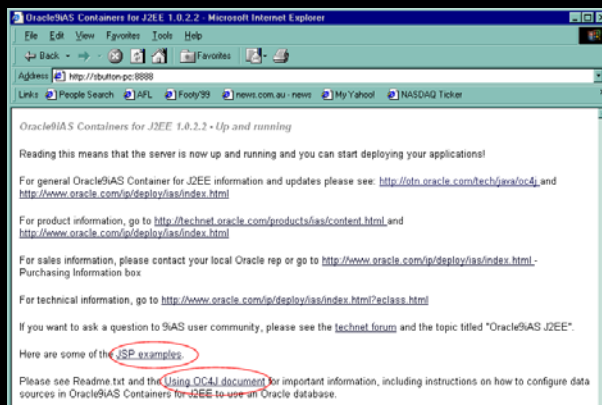 Oracle9iAS Containers for J2EE 1.0.2.2 - Microsoft Internet Explorer
File Edit View Favorites Tools Help
Back Favorites
Address http://sbutton-pc:8888
Links People Search AFL Footy'99 news.com.au - news My Yahoo! NASDAQ Ticker
Oracle9iAS Containers for J2EE 1.0.2.2 - Up and running
Reading this means that the server is now up and running and you can start deploying your applications!
For general Oracle9iAS Container for J2EE information and updates please see: http://otn.oracle.com/tech/java/oc4j and
http://www.oracle.com/ip/deploy/ias/index.html
For product information, go to http://technet.oracle.com/products/ias/content.html and
http://www.oracle.com/ip/deploy/ias/index.html
For sales information, please contact your local Oracle rep or go to http://www.oracle.com/ip/deploy/ias/index.html -
Purchasing Information box
For technical information, go to http://www.oracle.com/ip/deploy/ias/index.html?eclass.html
If you want to ask a question to 9iAS user community, please see the technet forum and the topic titled "Oracle9iAS J2EE".
Here are some of the JSP examples.
Please see Readme.txt and the Using OC4J document for important information, including instructions on how to configure data
sources in Oracle9iAS Containers for J2EE to use an Oracle database.